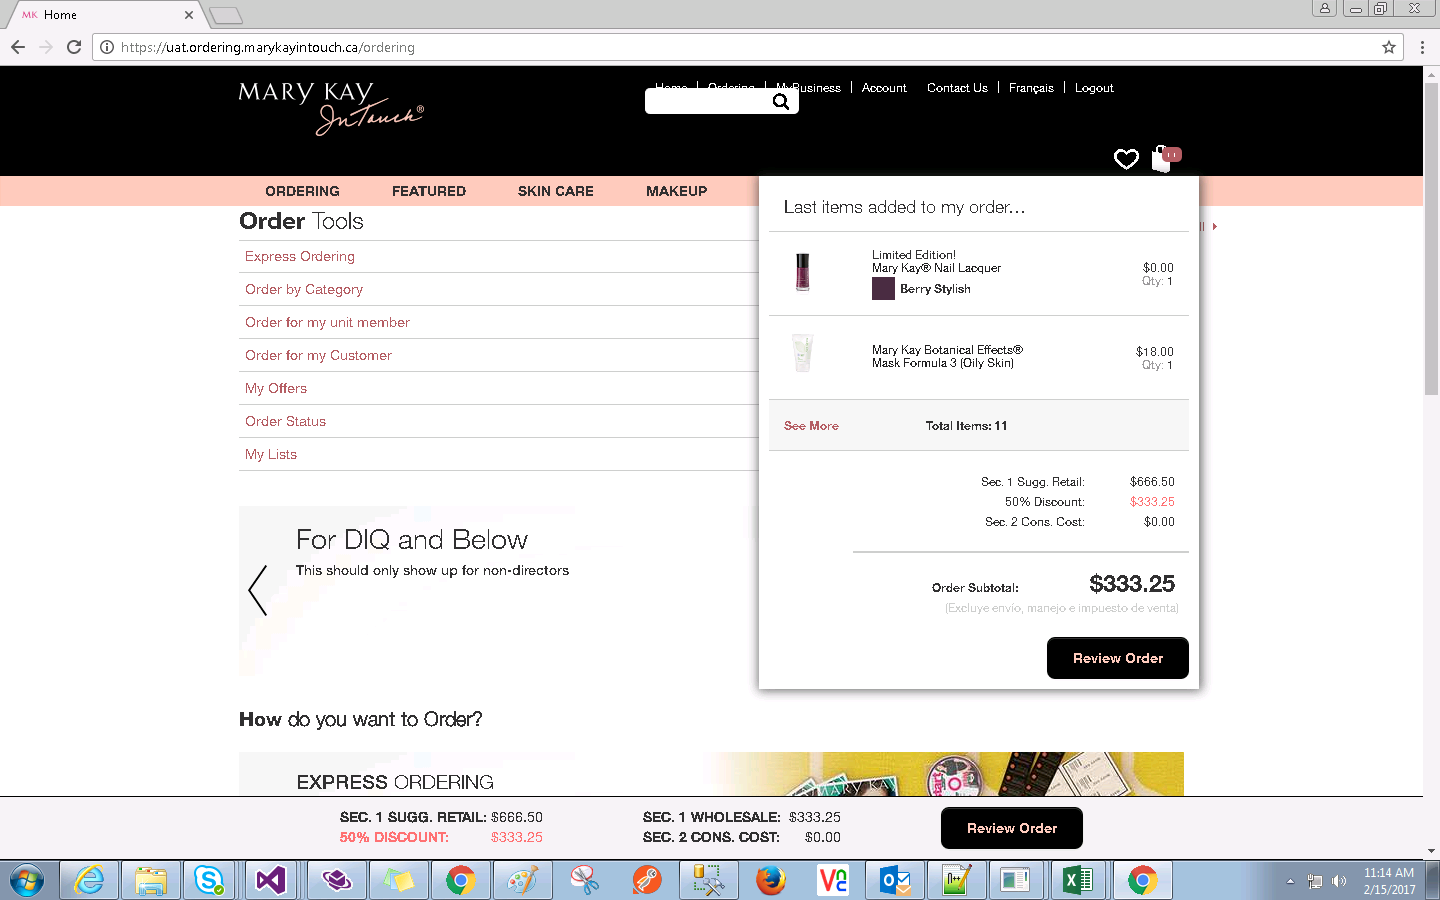 MK Home
https://uat.ordering.marykayintouch.ca/ordering
MARY KAY
InTouch®
Home
Ordering
MyBusiness
Account
Contact Us
Français
Logout
11
ORDERING
FEATURED
SKIN CARE
MAKEUP
Order Tools
Express Ordering
Order by Category
Order for my unit member
Order for my Customer
My Offers
Order Status
My Lists
Last items added to my order...
Limited Edition!
Mary Kay® Nail Lacquer
Berry Stylish
$0.00
Qty: 1
Mary Kay Botanical Effects®
Mask Formula 3 (Oily Skin)
$18.00
Qty: 1
See More
Total Items: 11
Sec. 1 Sugg. Retail: $666.50
50% Discount: $333.25
Sec. 2 Cons. Cost: $0.00
Order Subtotal: $333.25
(Excluye envío, manejo e impuesto de venta)
Review Order
For DIQ and Below
This should only show up for non-directors
How do you want to Order?
EXPRESS ORDERING
MARY KAY
SEC. 1 SUGG. RETAIL: $666.50
50% DISCOUNT: $333.25
SEC. 1 WHOLESALE: $333.25
SEC. 2 CONS. COST: $0.00
Review Order
11:14 AM
2/15/2017